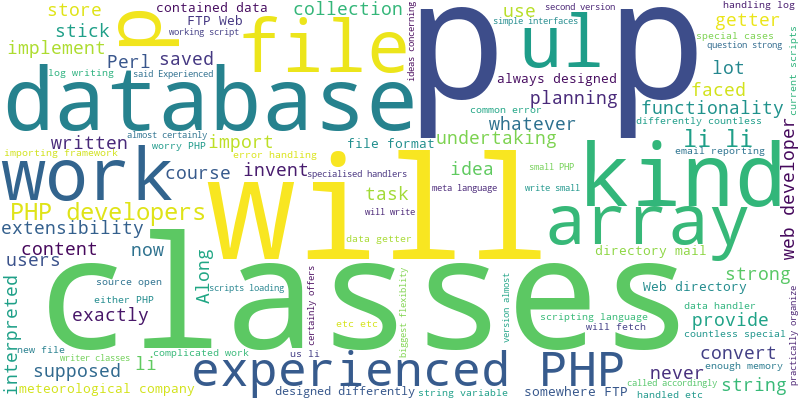 store
contained data
collection
ideas concerning
use
second version
handling log
stick
FTP Web
working script
p
file
p p
simple interfaces
getter
special cases
implement
Perl
saved
ul
lot
question strong
current scripts
database
log writing
said Experienced
always designed
planning
faced
functionality
common error
differently countless
written
almost certainly
worry PHP
import
file format
undertaking
whatever
li li
email reporting
web developer
importing framework
error handling
work
course
invent
specialised handlers
idea
small PHP
kind
will
task
meta language
write small
PHP developers
will write
array
extensibility
data getter
directory mail
content
now
users
Along
classes
source open
scripts loading
certainly offers
biggest flexiblity
version almost
Web directory
strong
interpreted
either PHP
exactly
etc etc
scripting language
data handler
provide
will fetch
countless special
practically organize
new file
writer classes
complicated work
us li
convert
supposed
li
experienced PHP
enough memory
never
meteorological company
designed differently
string variable
somewhere FTP
called accordingly
handled etc
string